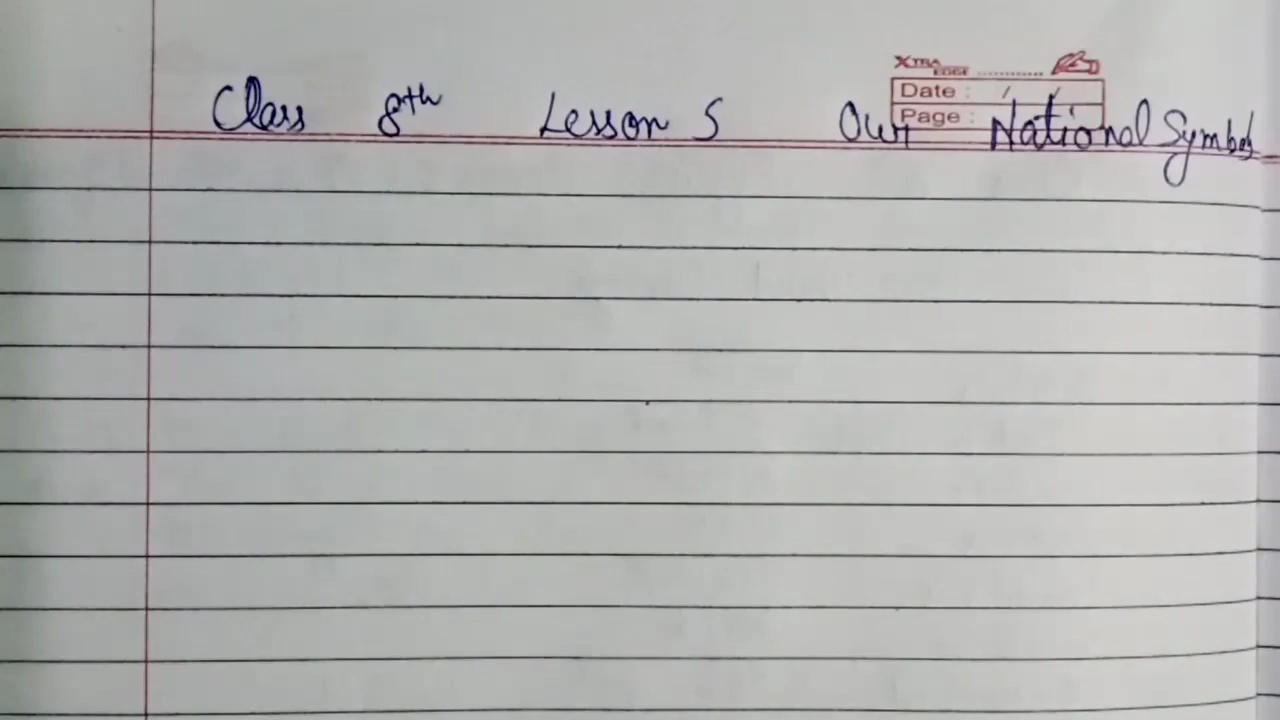 XTRA EDGE ............
Date : / /
Page :
Class 8th Lesson 5 Our National Symbols